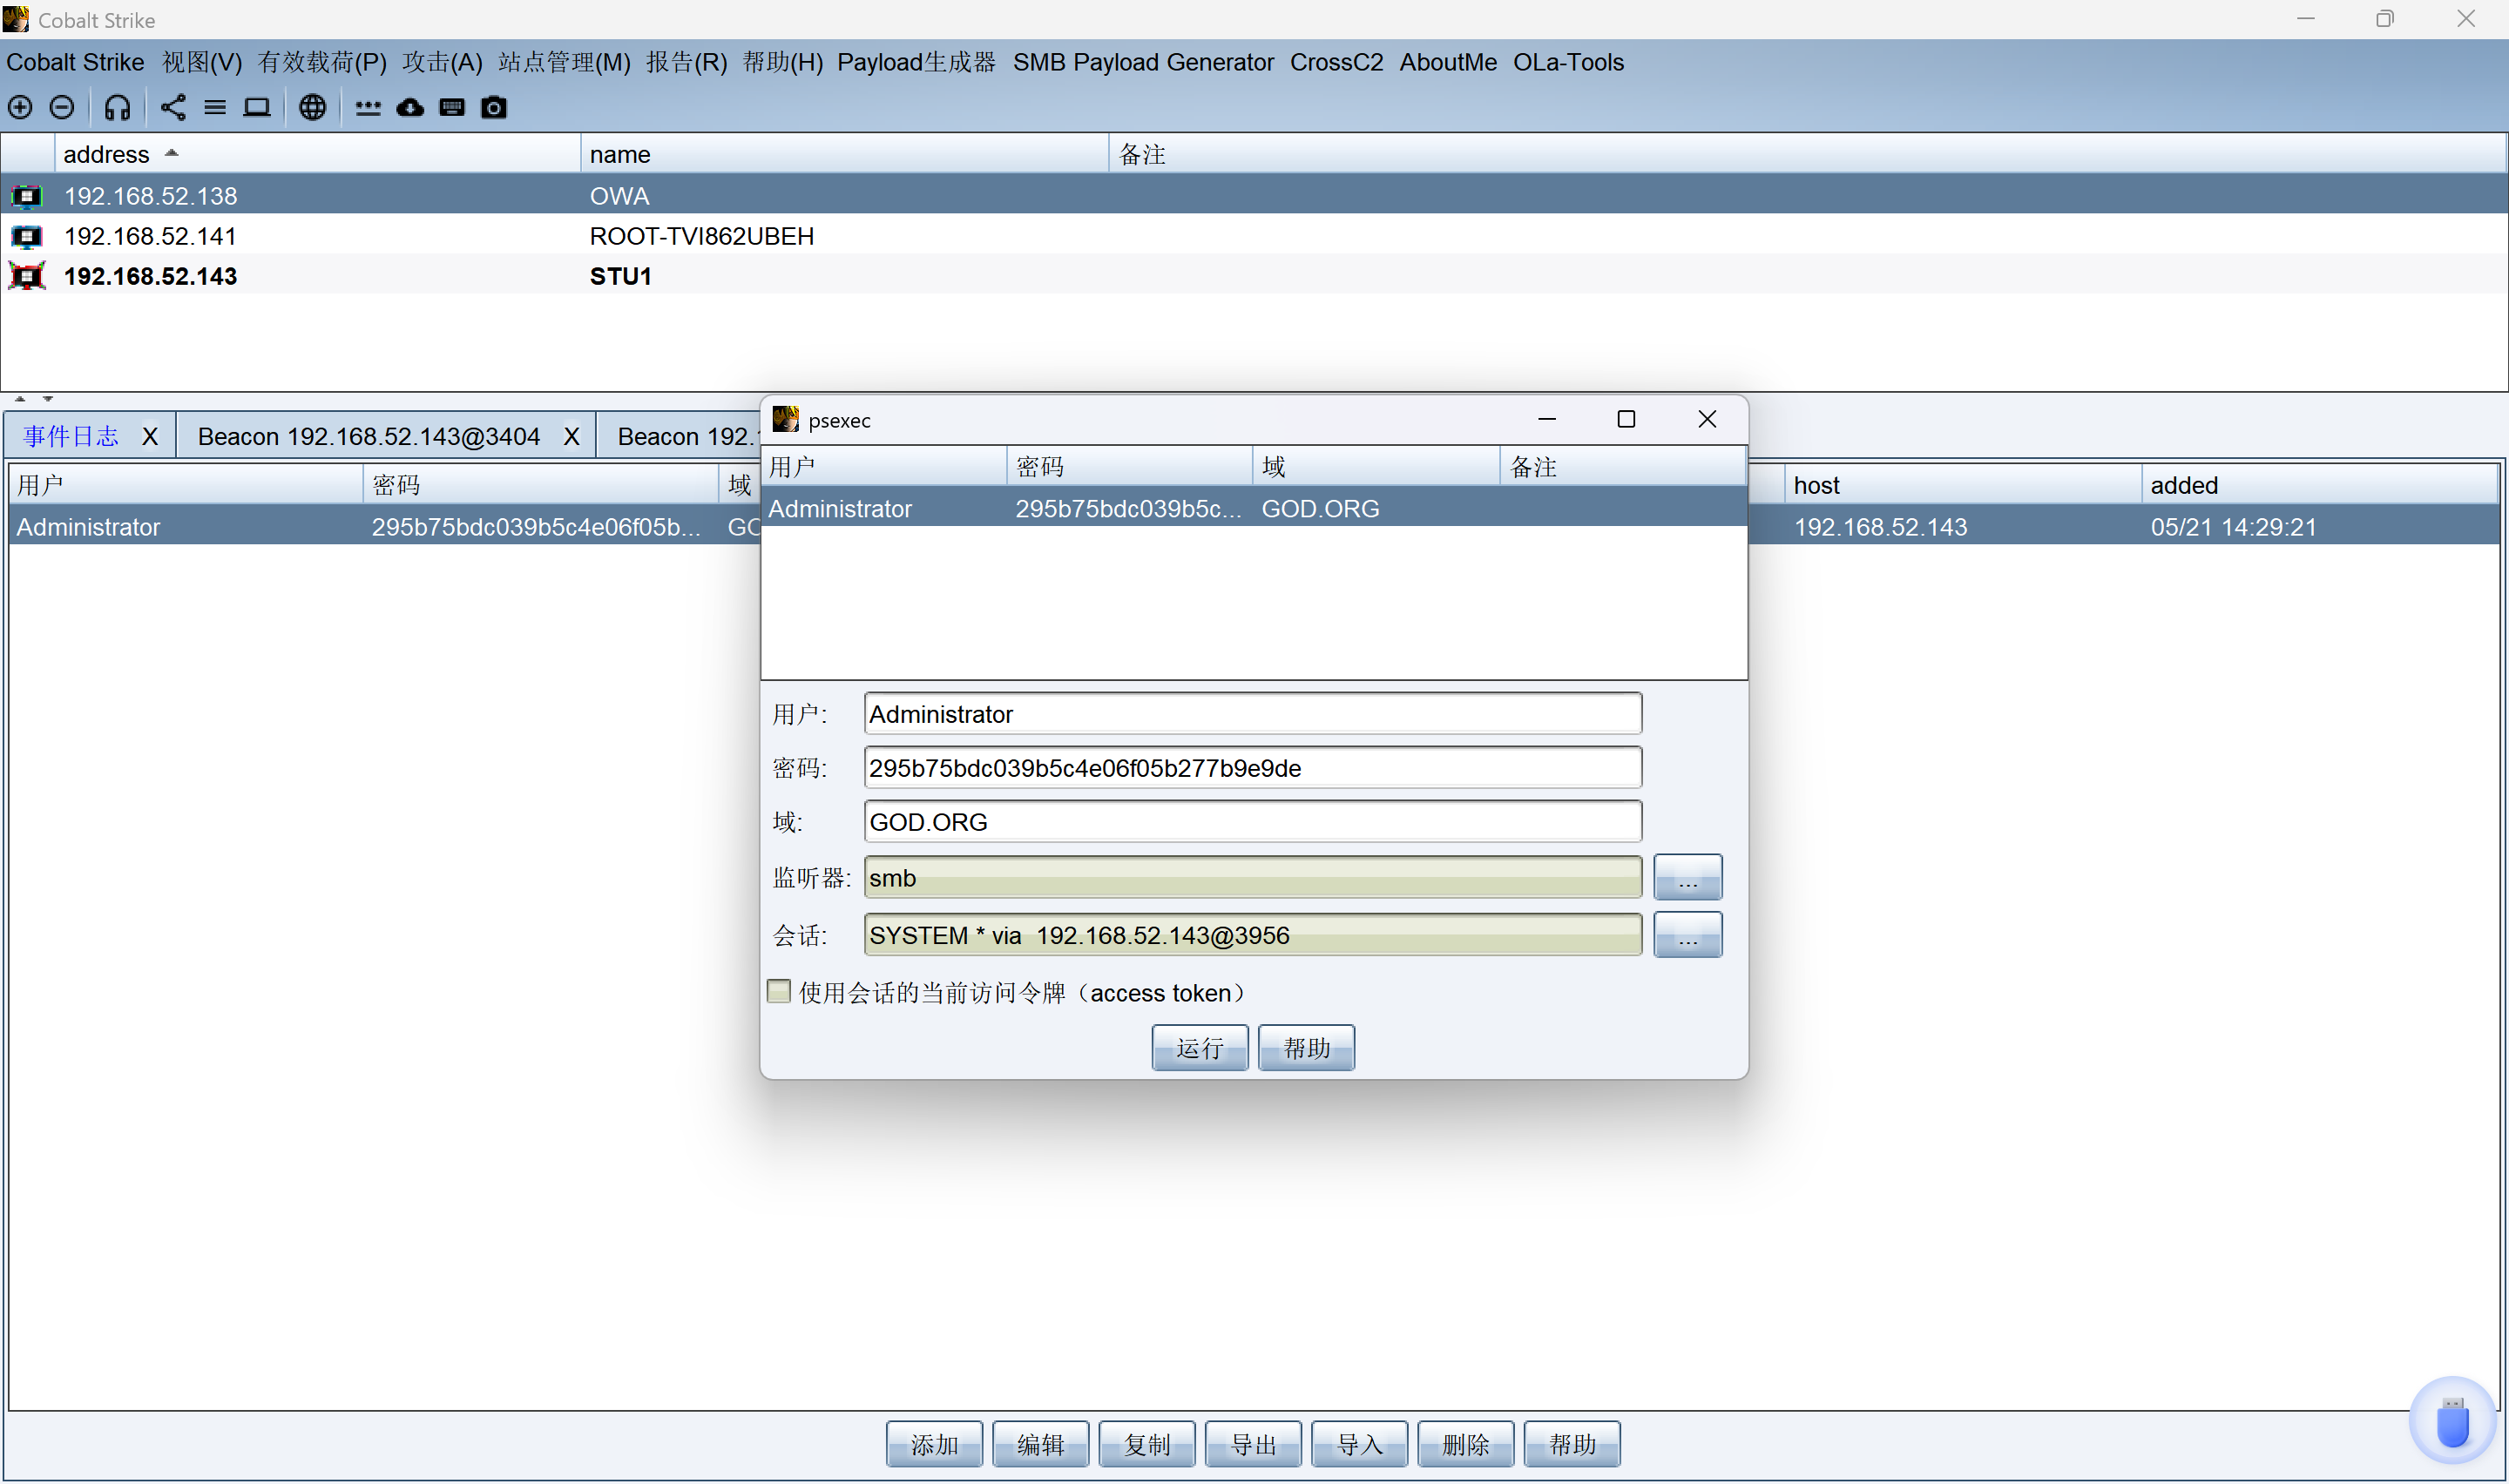 Cobalt Strike
Cobalt Strike 视图(V) 有效载荷(P) 攻击(A) 站点管理(M) 报告(R) 帮助(H) Payload生成器 SMB Payload Generator CrossC2 AboutMe OLa-Tools
address name 备注
192.168.52.138 OWA
192.168.52.141 ROOT-TVI862UBEH
192.168.52.143 STU1
事件日志 X Beacon 192.168.52.143@3404 X Beacon 192.
用户 密码 域 host added
Administrator 295b75bdc039b5c4e06f05b... GO 192.168.52.143 05/21 14:29:21
psexec
用户 密码 域 备注
Administrator 295b75bdc039b5c... GOD.ORG
用户: Administrator
密码: 295b75bdc039b5c4e06f05b277b9e9de
域: GOD.ORG
监听器: smb ...
会话: SYSTEM * via 192.168.52.143@3956 ...
使用会话的当前访问令牌（access token）
运行 帮助
添加 编辑 复制 导出 导入 删除 帮助